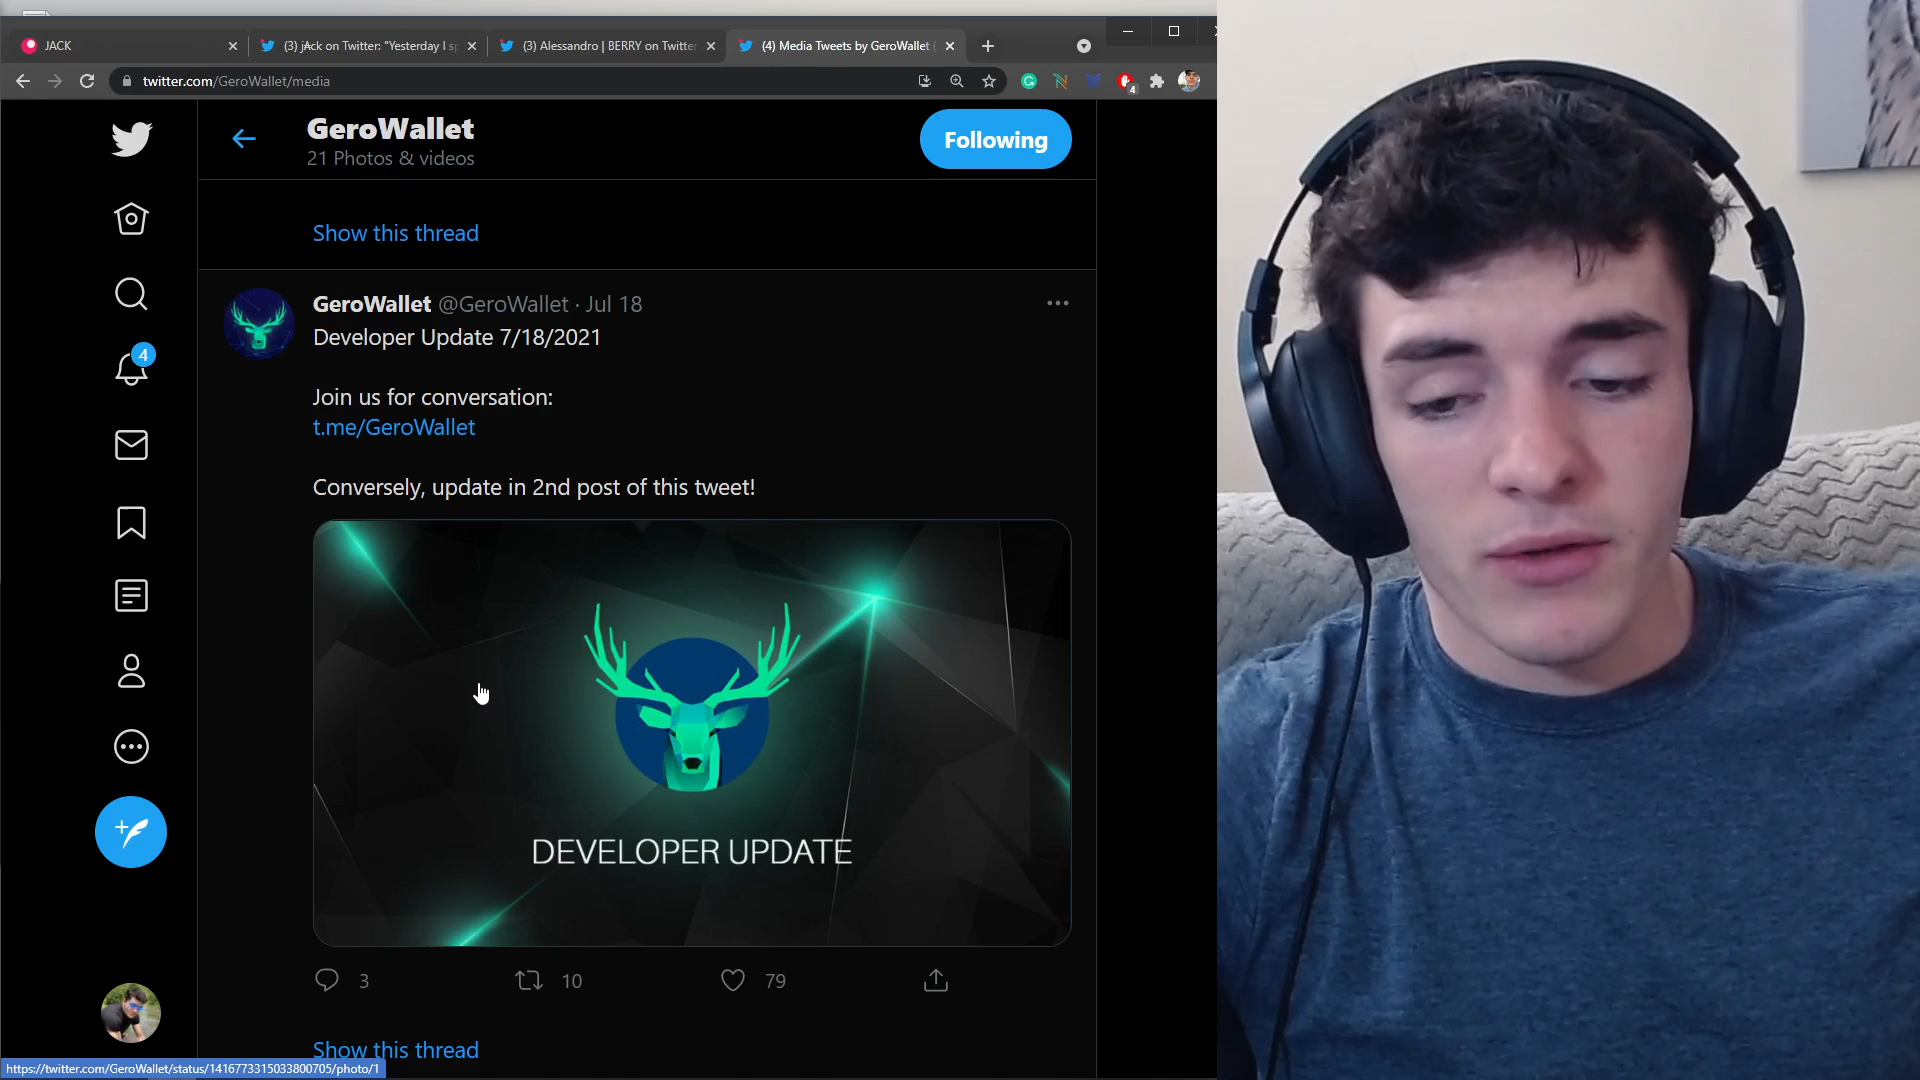 JACK
(3) jack on Twitter: "Yesterday I sp
(3) Alessandro | BERRY on Twitter
(4) Media Tweets by GeroWallet (
twitter.com/GeroWallet/media
4
GeroWallet
21 Photos & videos
Following
Show this thread
GeroWallet @GeroWallet · Jul 18
Developer Update 7/18/2021
Join us for conversation:
t.me/GeroWallet
Conversely, update in 2nd post of this tweet!
DEVELOPER UPDATE
4
3
10
79
Show this thread
https://twitter.com/GeroWallet/status/1416773315033800705/photo/1